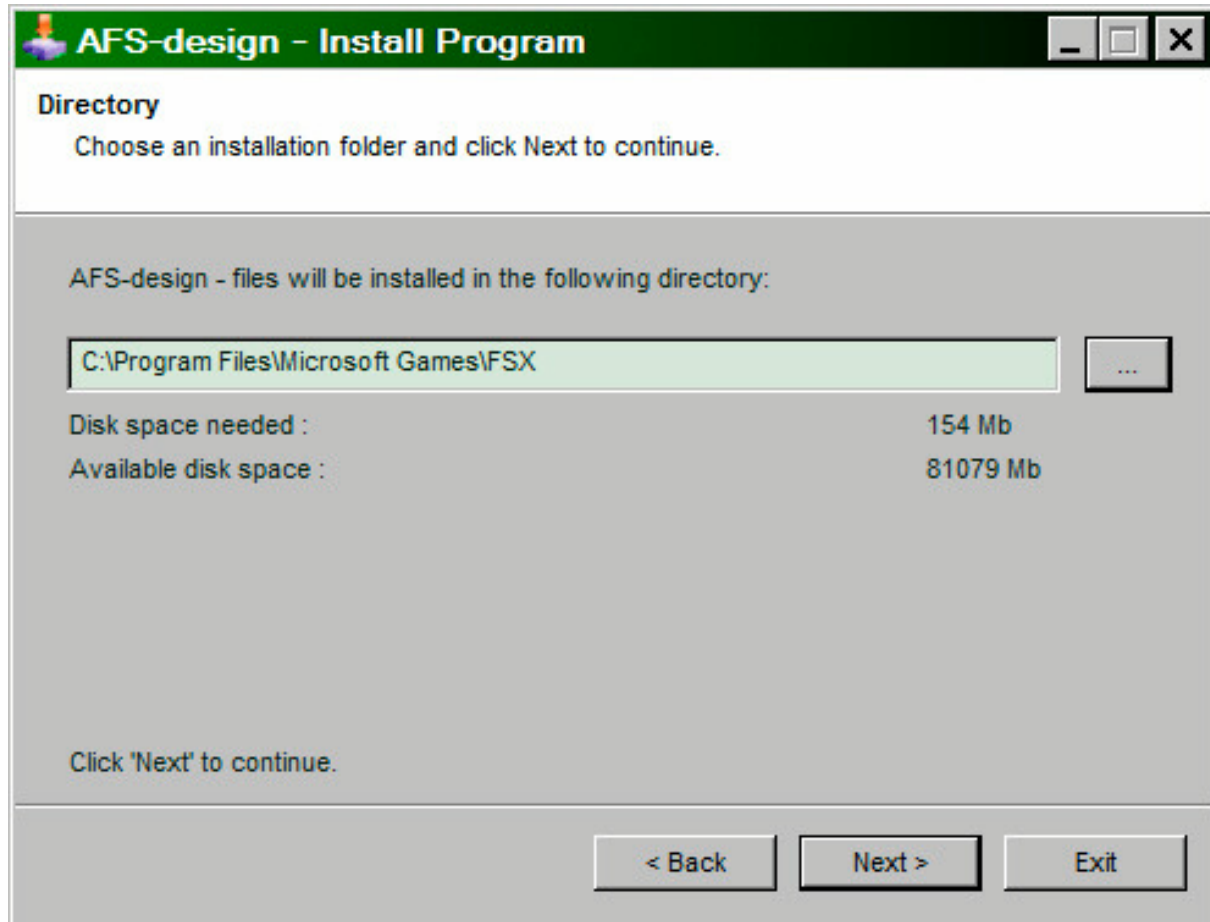 AFS-design - Install Program
Directory
Choose an installation folder and click Next to continue.
AFS-design - files will be installed in the following directory:
C:\Program Files\Microsoft Games\FSX
...
Disk space needed : 154 Mb
Available disk space : 81079 Mb
Click 'Next' to continue.
< Back Next > Exit